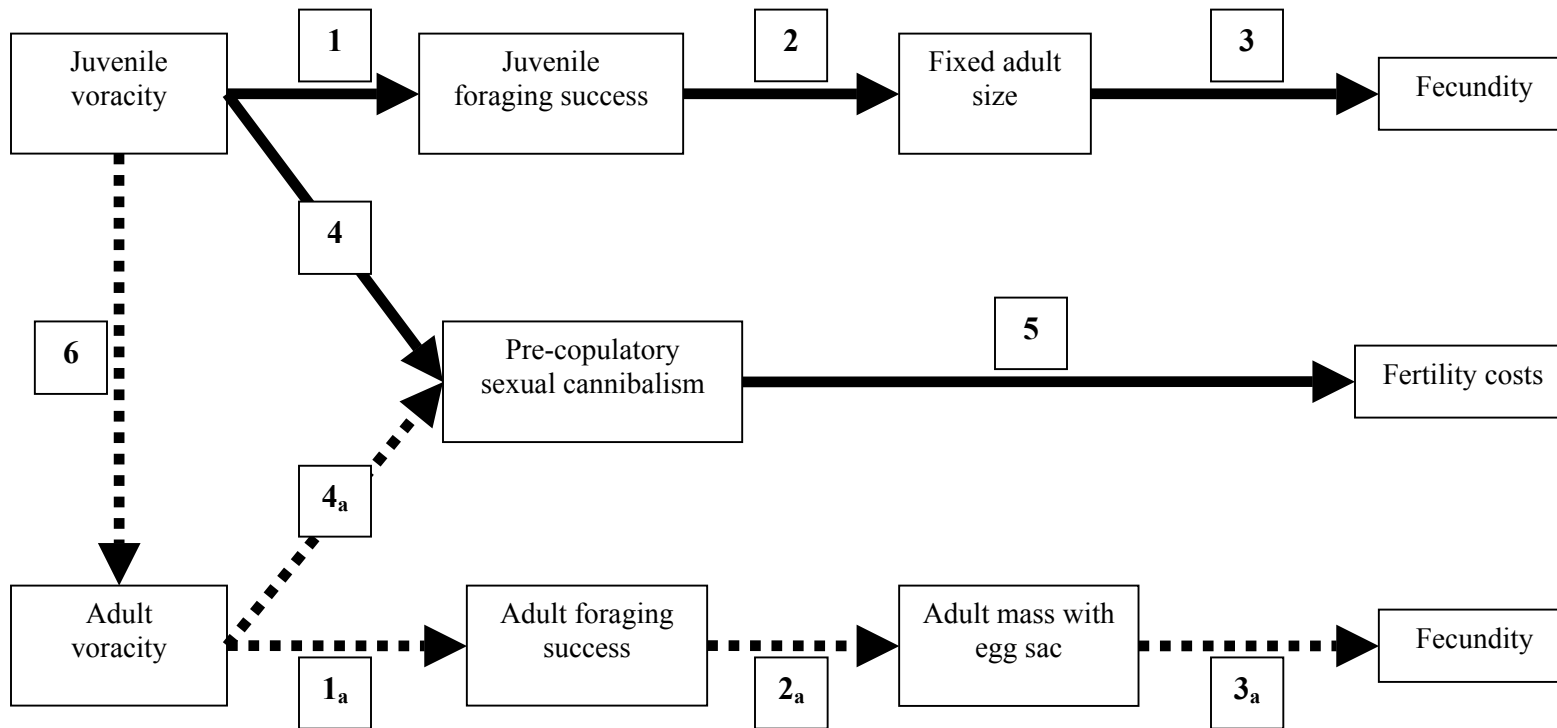 1
2
3
Juvenile
voracity
Juvenile
foraging success
Fixed adult
size
Fecundity
4
6
Pre-copulatory
sexual cannibalism
5
Fertility costs
4a
Adult
voracity
Adult foraging
success
Adult mass with
egg sac
Fecundity
1a
2a
3a